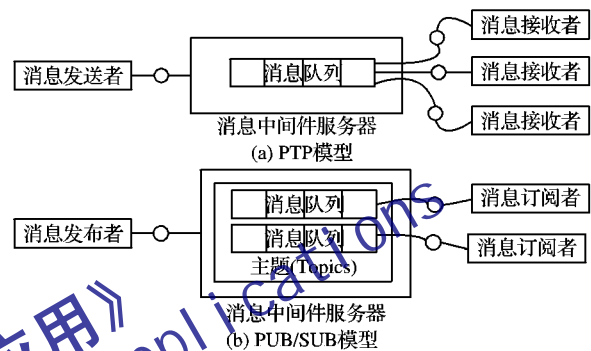 消息接收者
消息发送者
消息队列
消息接收者
消息接收者
消息中间件服务器
(a) PTP模型
消息队列
消息订阅者
消息发布者
消息队列
消息订阅者
主题(Topics)
消息中间件服务器
(b) PUB/SUB模型
应用》
plications